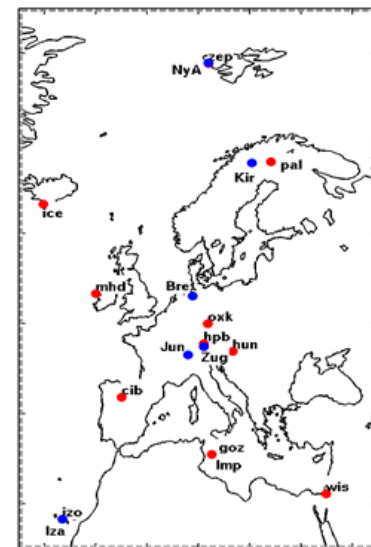 zep
NyA
Kir
pal
ice
mhd
Bre
oxk
hpb
Jun
hun
Zug
cib
goz
lmp
wis
izo
Iza